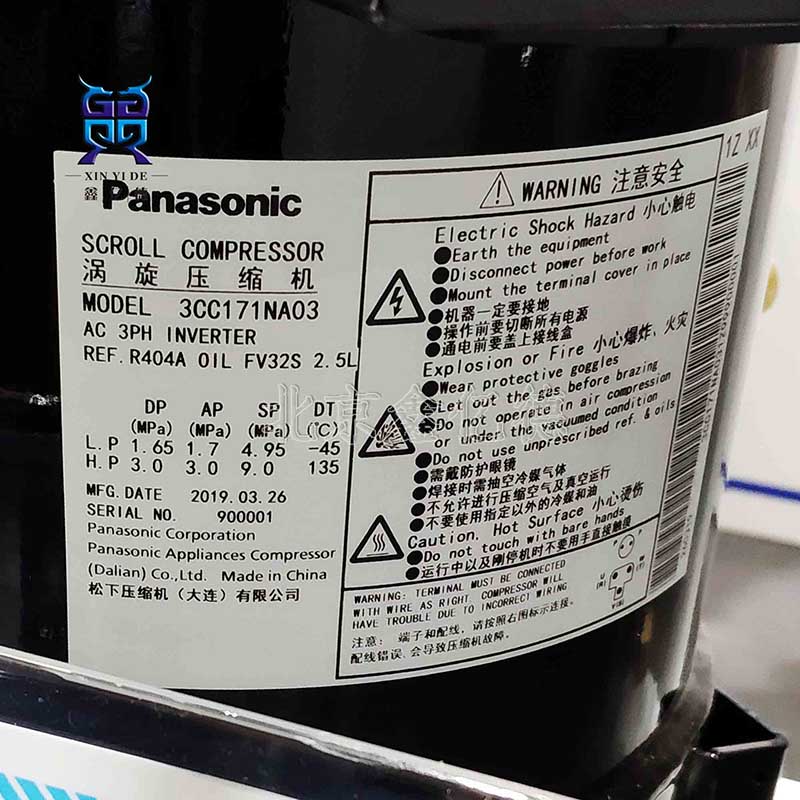 XIN YI DE
鑫
Panasonic
SCROLL COMPRESSOR
涡旋压缩机
MODEL 3CC171NA03
AC 3PH INVERTER
REF. R404A OIL FV32S 2.5L
DP AP SP DT
(MPa) (MPa) (MPa) (℃)
L.P 1.65 1.7 4.95 -45
H.P 3.0 3.0 9.0 135
MFG.DATE 2019.03.26
SERIAL NO. 900001
Panasonic Corporation
Panasonic Appliances Compressor
(Dalian) Co.,Ltd. Made in China
松下压缩机（大连）有限公司
WARNING 注意安全
Electric Shock Hazard 小心触电
●Earth the equipment
●Disconnect power before work
●Mount the terminal cover in place
●机器一定要接地
●操作前要切断所有电源
●通电前要盖上接线盒
Explosion or Fire 小心爆炸、火灾
●Wear protective goggles
●Let out the gas before brazing
●Do not operate in air compression
or under the vacuumed condition
●Do not use unprescribed ref. & oils
●需戴防护眼镜
●焊接时需抽空冷媒气体
●不允许进行压缩空气及真空运行
●不要使用指定以外的冷媒和油
Caution. Hot Surface 小心烫伤
●Do not touch with bare hands
●运行中以及刚停机时不要用手直接触摸
WARNING: TERMINAL MUST BE CONNECTED
WITH WIRE AS RIGHT. COMPRESSOR WILL
HAVE TROUBLE DUE TO INCORRECT WIRING
注意: 端子和配线, 请按照右图标示连接。
配线错误, 会导致压缩机故障。
1Z XX
北京鑫